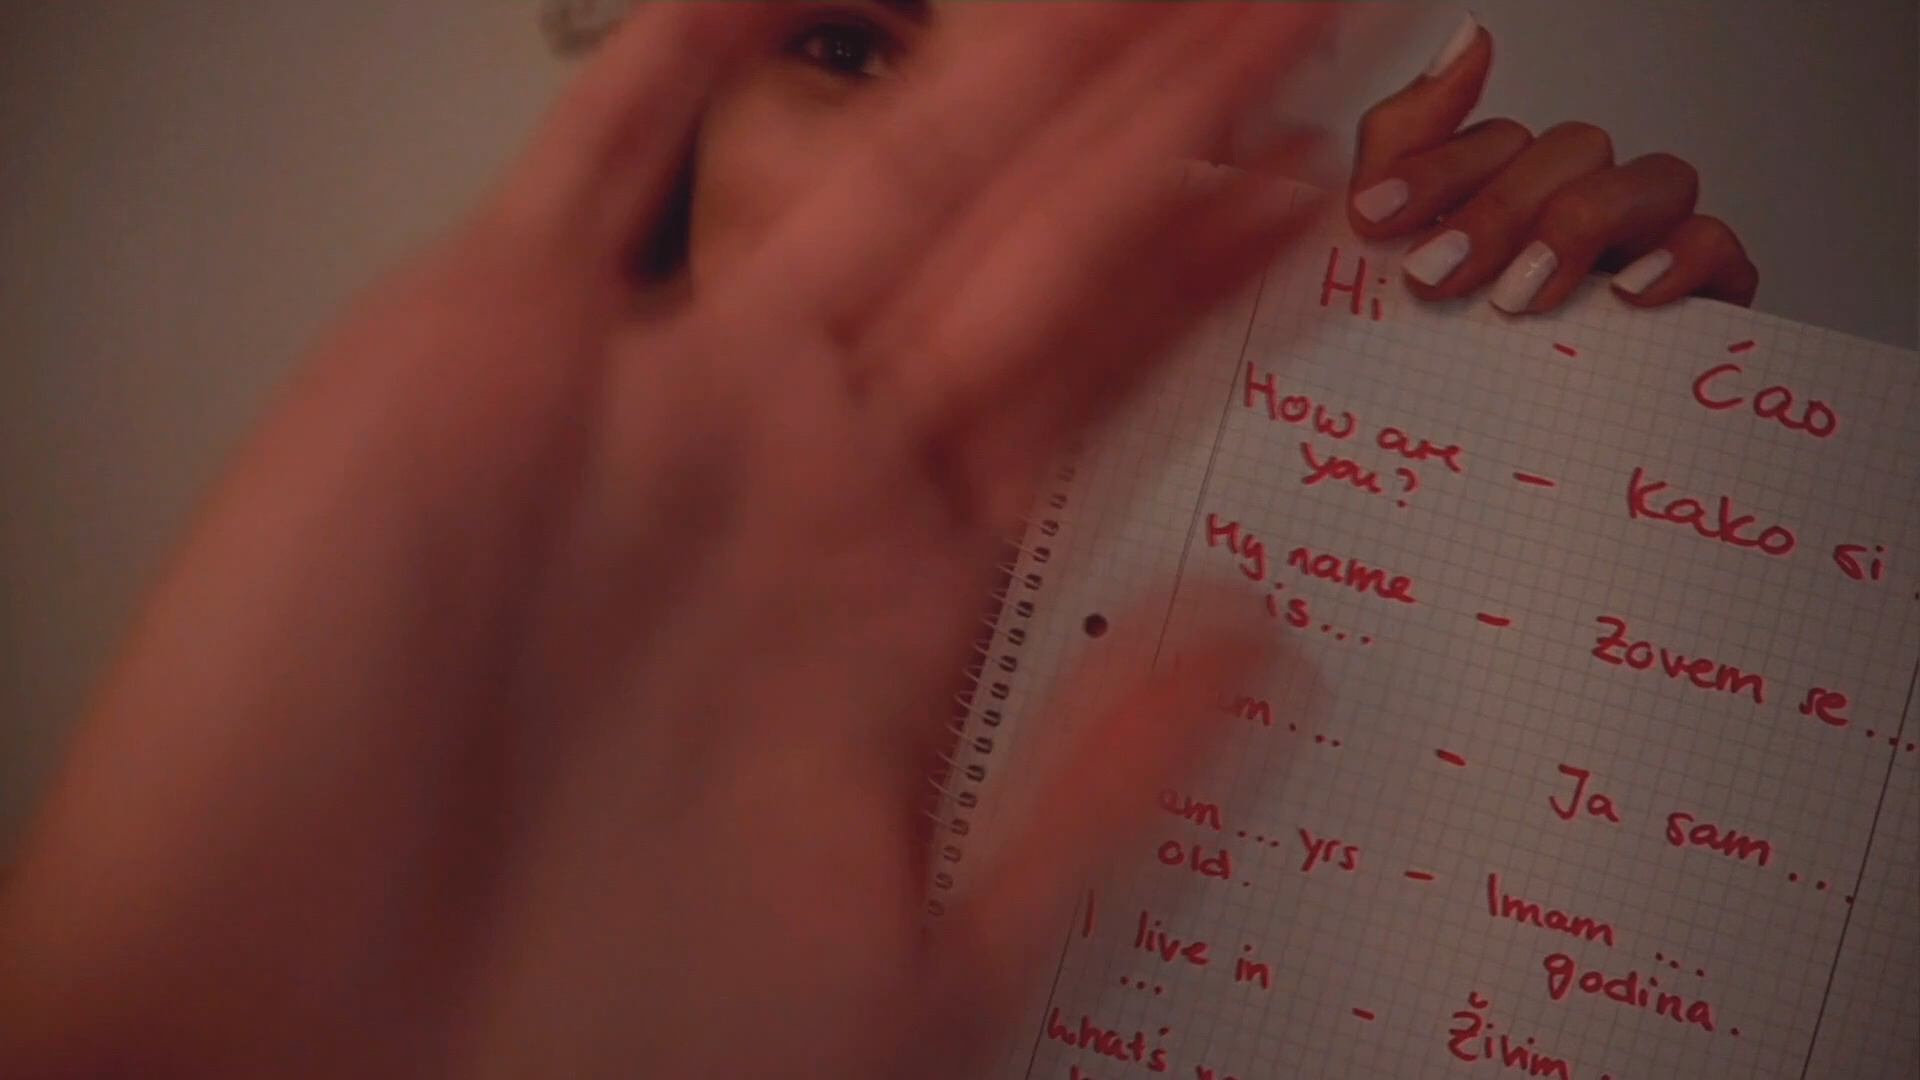 Hi - Ćao
How are - Kako si
you?
My name - Zovem se...
is...
... - Ja sam...
... yrs - Imam ...
old. godina.
I live in - Živim
...
What's